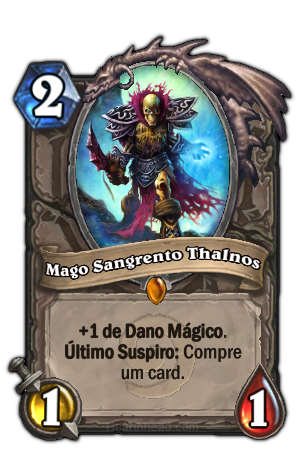 2
Mago Sangrento Thalnos
+1 de Dano Mágico.
Último Suspiro: Compre
um card.
1
1